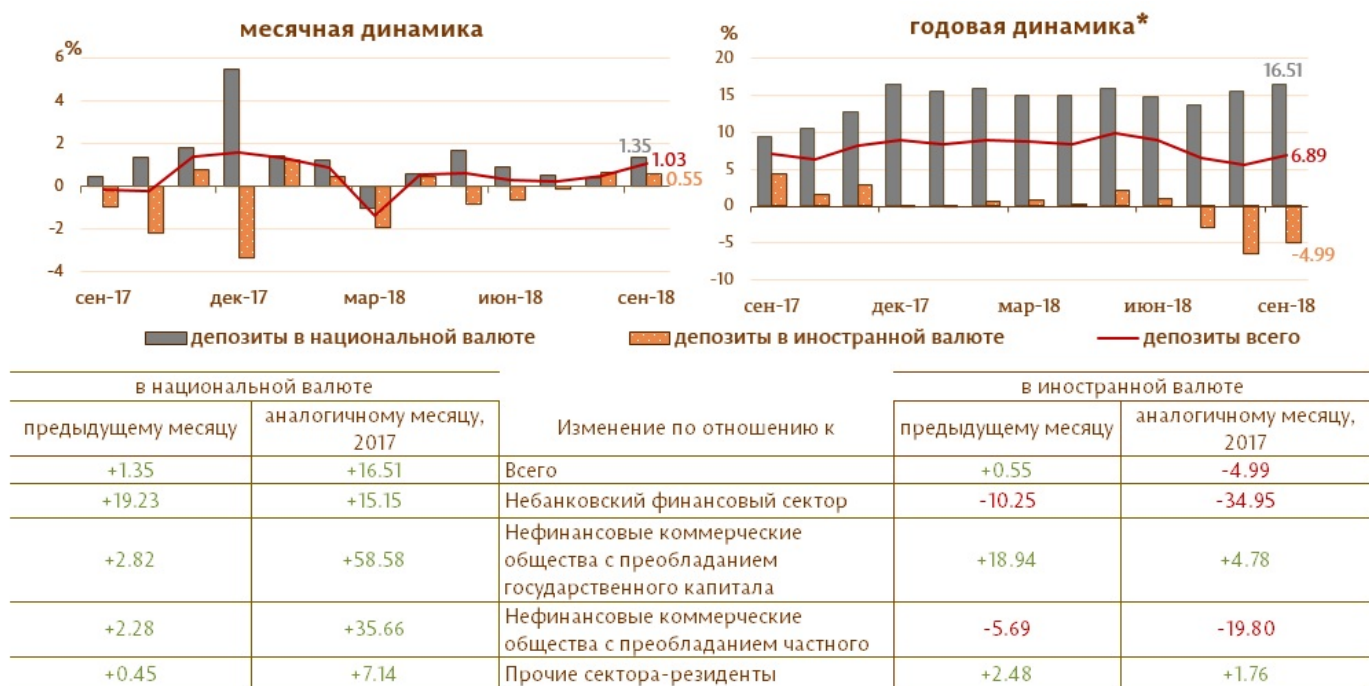 месячная динамика
%
6
4
2
0
-2
-4
1.35
1.03
0.55
сен-17
дек-17
мар-18
июн-18
сен-18
годовая динамика*
%
20
15
10
5
0
-5
-10
16.51
6.89
-4.99
сен-17
дек-17
мар-18
июн-18
сен-18
депозиты в национальной валюте
депозиты в иностранной валюте
депозиты всего
в национальной валюте
в иностранной валюте
предыдущему месяцу
аналогичному месяцу,
2017
Изменение по отношению к
предыдущему месяцу
аналогичному месяцу,
2017
+1.35
+16.51
Всего
+0.55
-4.99
+19.23
+15.15
Небанковский финансовый сектор
-10.25
-34.95
+2.82
+58.58
Нефинансовые коммерческие
общества с преобладанием
государственного капитала
+18.94
+4.78
+2.28
+35.66
Нефинансовые коммерческие
общества с преобладанием частного
-5.69
-19.80
+0.45
+7.14
Прочие сектора-резиденты
+2.48
+1.76